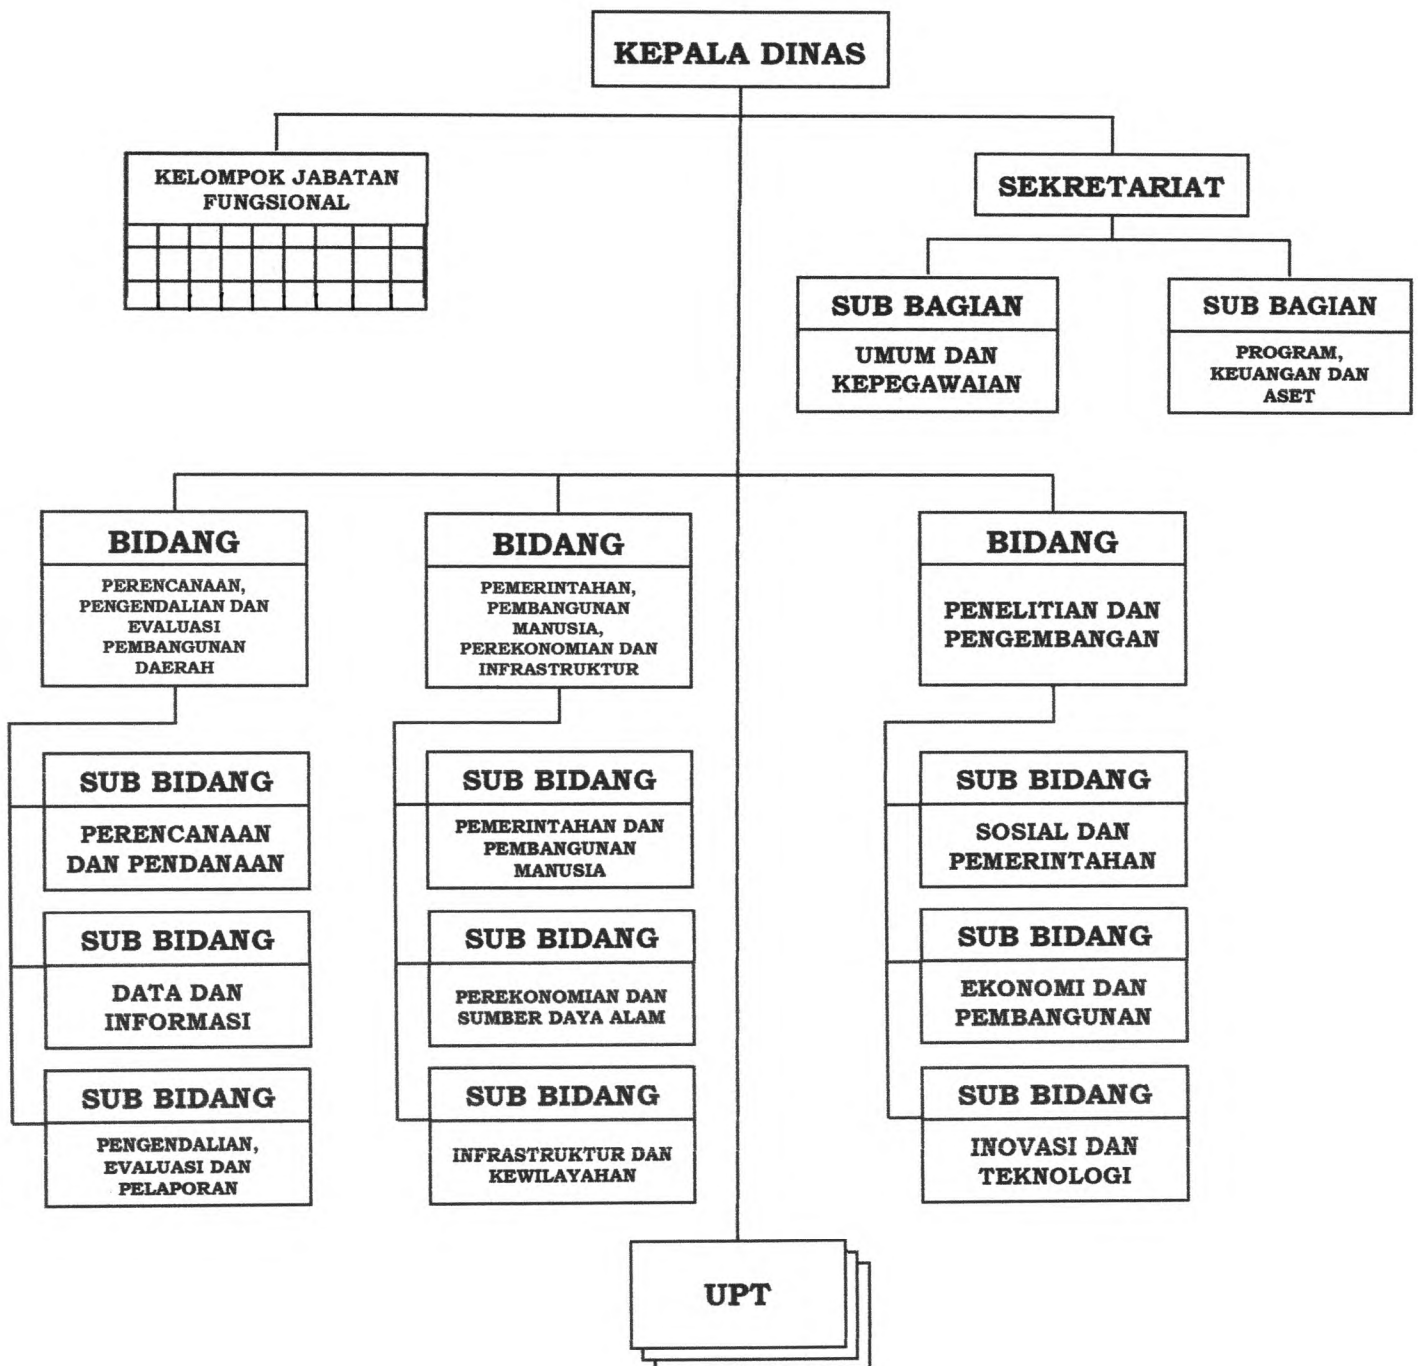 KEPALA DINAS
KELOMPOK JABATAN
FUNGSIONAL
SEKRETARIAT
SUB BAGIAN
UMUM DAN
KEPEGAWAIAN
SUB BAGIAN
PROGRAM,
KEUANGAN DAN
ASET
BIDANG
PERENCANAAN,
PENGENDALIAN DAN
EVALUASI
PEMBANGUNAN
DAERAH
BIDANG
PEMERINTAHAN,
PEMBANGUNAN
MANUSIA,
PEREKONOMIAN DAN
INFRASTRUKTUR
BIDANG
PENELITIAN DAN
PENGEMBANGAN
SUB BIDANG
PERENCANAAN
DAN PENDANAAN
SUB BIDANG
DATA DAN
INFORMASI
SUB BIDANG
PENGENDALIAN,
EVALUASI DAN
PELAPORAN
SUB BIDANG
PEMERINTAHAN DAN
PEMBANGUNAN
MANUSIA
SUB BIDANG
PEREKONOMIAN DAN
SUMBER DAYA ALAM
SUB BIDANG
INFRASTRUKTUR DAN
KEWILAYAHAN
SUB BIDANG
SOSIAL DAN
PEMERINTAHAN
SUB BIDANG
EKONOMI DAN
PEMBANGUNAN
SUB BIDANG
INOVASI DAN
TEKNOLOGI
UPT